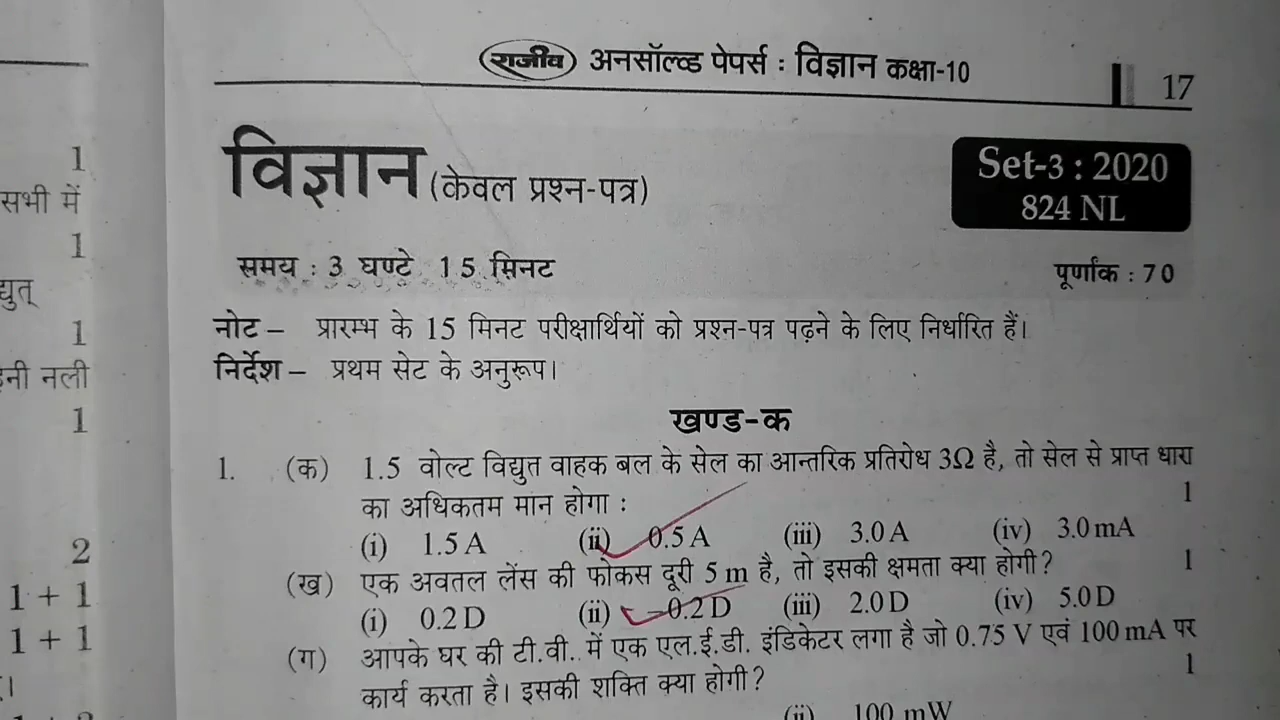 राजीव अनसॉल्व्ड पेपर्स : विज्ञान कक्षा-10 17
विज्ञान (केवल प्रश्न-पत्र)
Set-3 : 2020
824 NL
समय : 3 घण्टे 15 मिनट पूर्णांक : 70
नोट – प्रारम्भ के 15 मिनट परीक्षार्थियों को प्रश्न-पत्र पढ़ने के लिए निर्धारित हैं।
निर्देश – प्रथम सेट के अनुरूप।
खण्ड-क
1. (क) 1.5 वोल्ट विद्युत वाहक बल के सेल का आन्तरिक प्रतिरोध 3Ω है, तो सेल से प्राप्त धारा
का अधिकतम मान होगा : 1
(i) 1.5 A (ii) 0.5 A (iii) 3.0 A (iv) 3.0 mA
(ख) एक अवतल लेंस की फोकस दूरी 5 m है, तो इसकी क्षमता क्या होगी? 1
(i) 0.2 D (ii) –0.2 D (iii) 2.0 D (iv) 5.0 D
(ग) आपके घर की टी.वी.. में एक एल.ई.डी. इंडिकेटर लगा है जो 0.75 V एवं 100 mA पर
कार्य करता है। इसकी शक्ति क्या होगी? 1
(ii) 100 mW
1
सभी में
1
द्युत्
1
नी नली
1
2
1 + 1
1 + 1